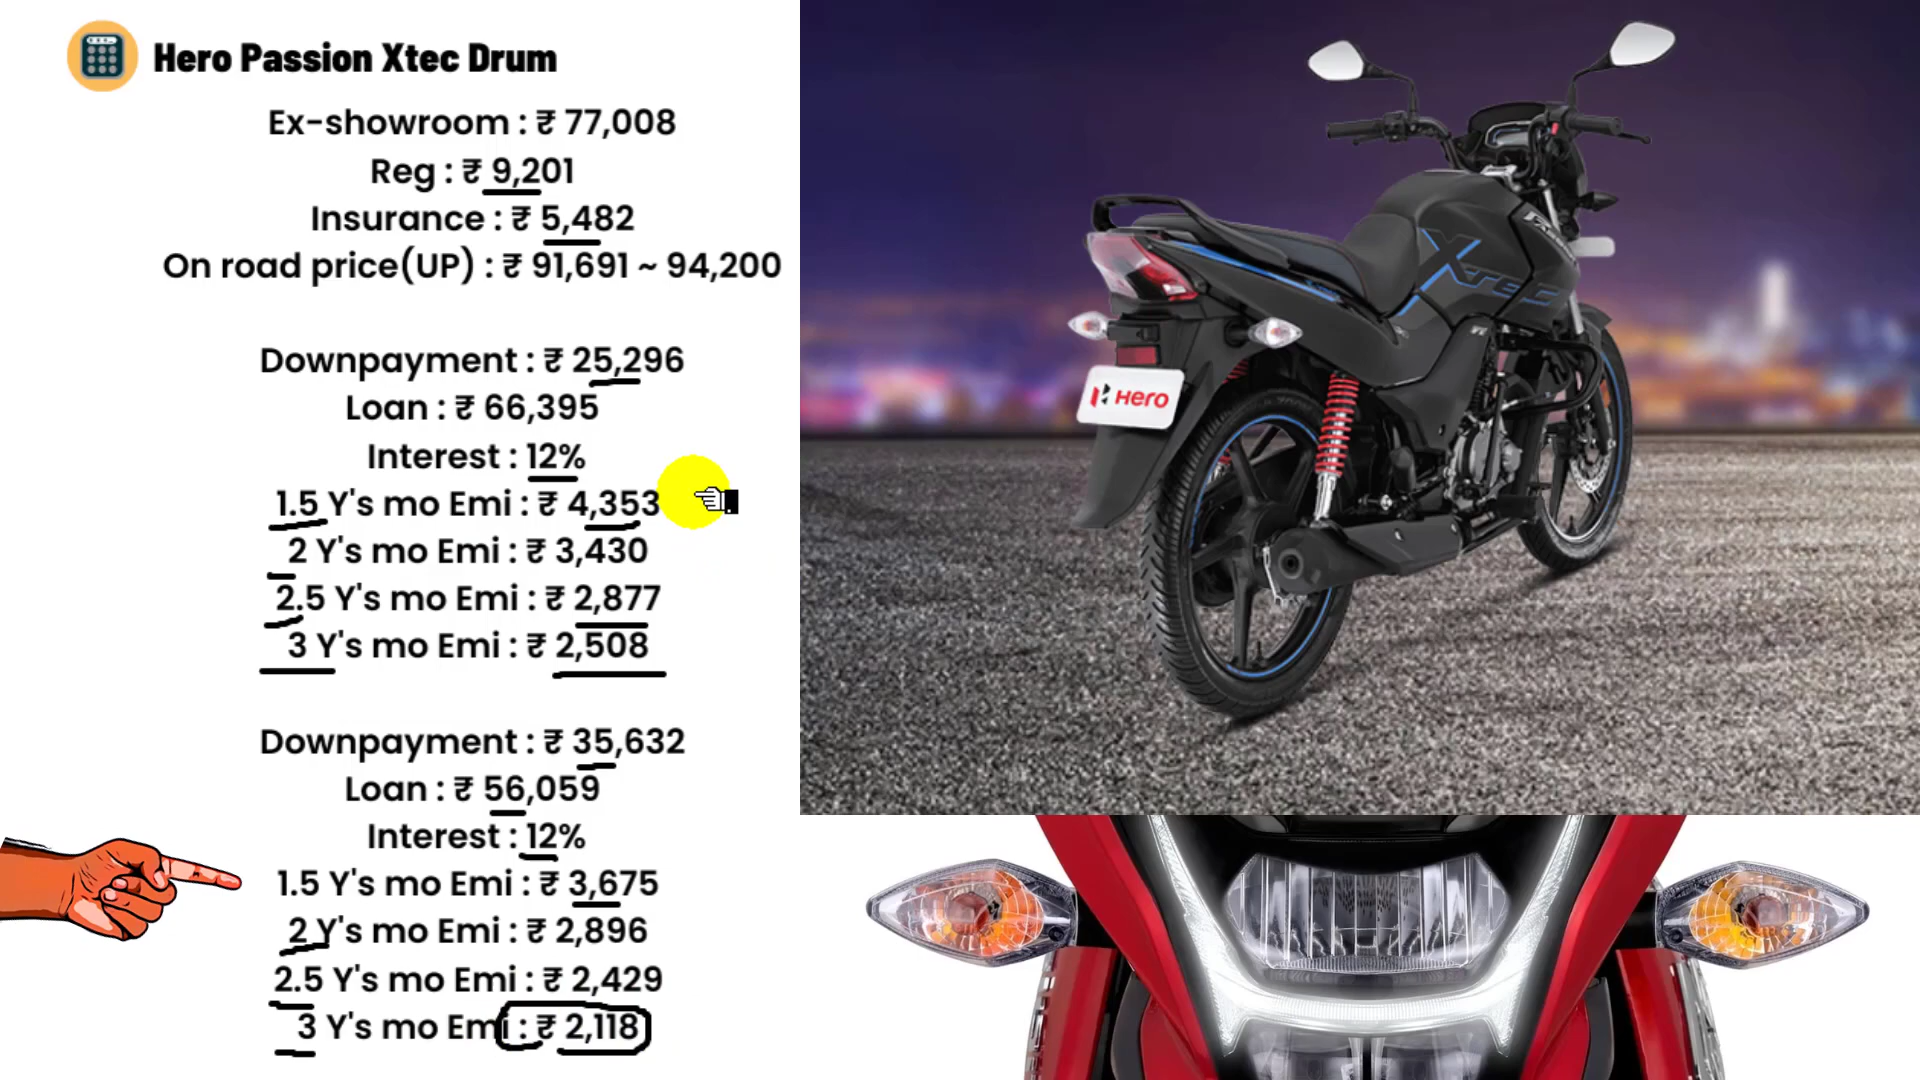 Hero Passion Xtec Drum
Ex-showroom : ₹ 77,008
Reg : ₹ 9,201
Insurance : ₹ 5,482
On road price(UP) : ₹ 91,691 ~ 94,200
Downpayment : ₹ 25,296
Loan : ₹ 66,395
Interest : 12%
1.5 Y's mo Emi : ₹ 4,353
2 Y's mo Emi : ₹ 3,430
2.5 Y's mo Emi : ₹ 2,877
3 Y's mo Emi : ₹ 2,508
Downpayment : ₹ 35,632
Loan : ₹ 56,059
Interest : 12%
1.5 Y's mo Emi : ₹ 3,675
2 Y's mo Emi : ₹ 2,896
2.5 Y's mo Emi : ₹ 2,429
3 Y's mo Emi : ₹ 2,118
Xtec
Hero